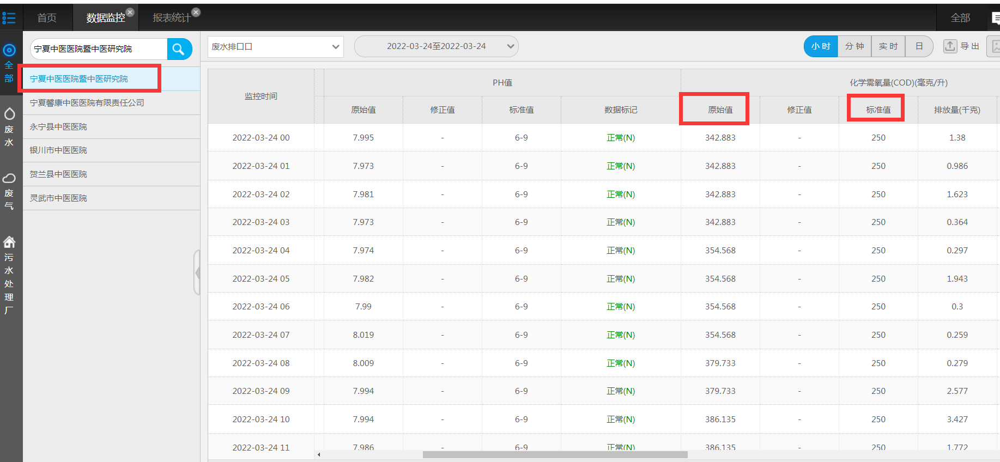 首页 数据监控 报表统计 全部
宁夏中医医院暨中医研究院
废水排口口 2022-03-24至2022-03-24 小时 分钟 实时 日 导出
全部
废水
废气
污水处理厂
宁夏中医医院暨中医研究院
宁夏馨康中医医院有限责任公司
永宁县中医医院
银川市中医医院
贺兰县中医医院
灵武市中医医院
监控时间 PH值 化学需氧量(COD)(毫克/升)
原始值 修正值 标准值 数据标记 原始值 修正值 标准值 排放量(千克)
2022-03-24 00 7.995 - 6-9 正常(N) 342.883 - 250 1.38
2022-03-24 01 7.973 - 6-9 正常(N) 342.883 - 250 0.986
2022-03-24 02 7.981 - 6-9 正常(N) 342.883 - 250 1.623
2022-03-24 03 7.973 - 6-9 正常(N) 342.883 - 250 0.364
2022-03-24 04 7.974 - 6-9 正常(N) 354.568 - 250 0.297
2022-03-24 05 7.982 - 6-9 正常(N) 354.568 - 250 1.943
2022-03-24 06 7.99 - 6-9 正常(N) 354.568 - 250 0.3
2022-03-24 07 8.019 - 6-9 正常(N) 354.568 - 250 0.259
2022-03-24 08 8.009 - 6-9 正常(N) 379.733 - 250 0.279
2022-03-24 09 7.994 - 6-9 正常(N) 379.733 - 250 2.577
2022-03-24 10 7.994 - 6-9 正常(N) 386.135 - 250 3.427
2022-03-24 11 7.986 - 6-9 正常(N) 386.135 - 250 1.772